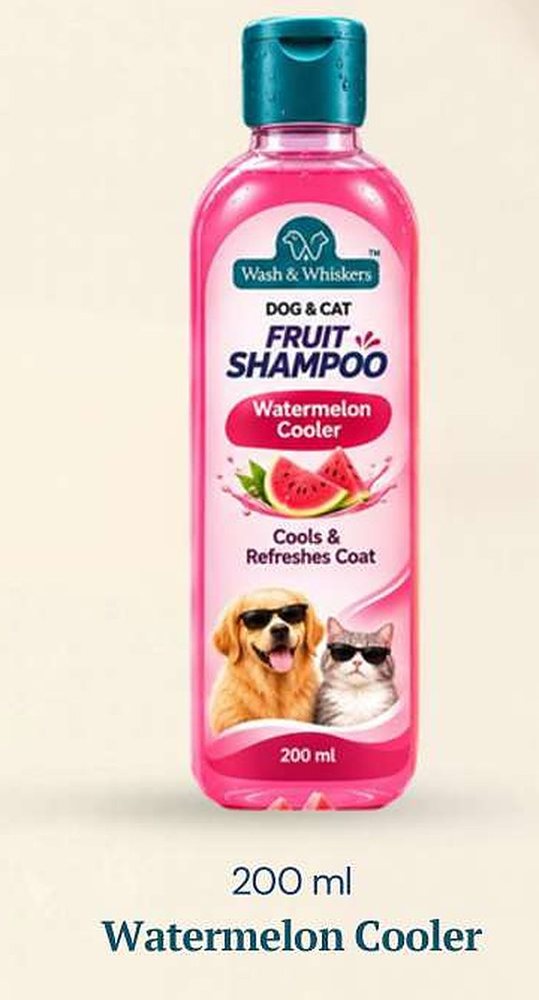 Wash & Whiskers
TM
DOG & CAT
FRUIT
SHAMPOO
Watermelon
Cooler
Cools &
Refreshes Coat
200 ml
200 ml
Watermelon Cooler